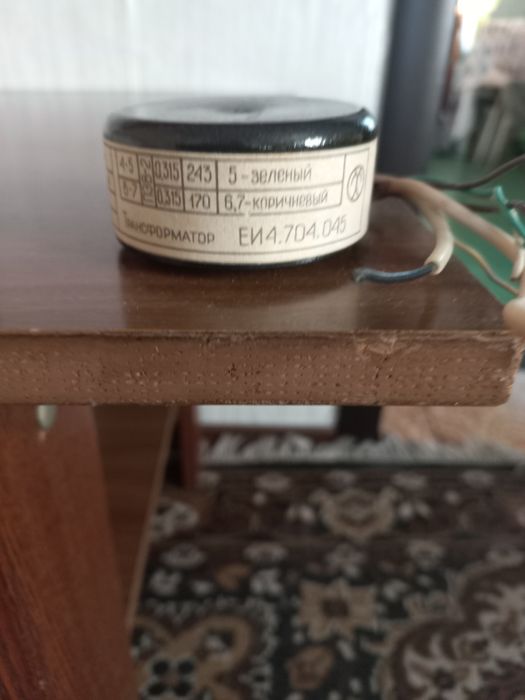 4-5 0,315 243 5-зеленый
6-7 0,315 170 6,7-коричневый
Трансформатор ЕИ4.704.045